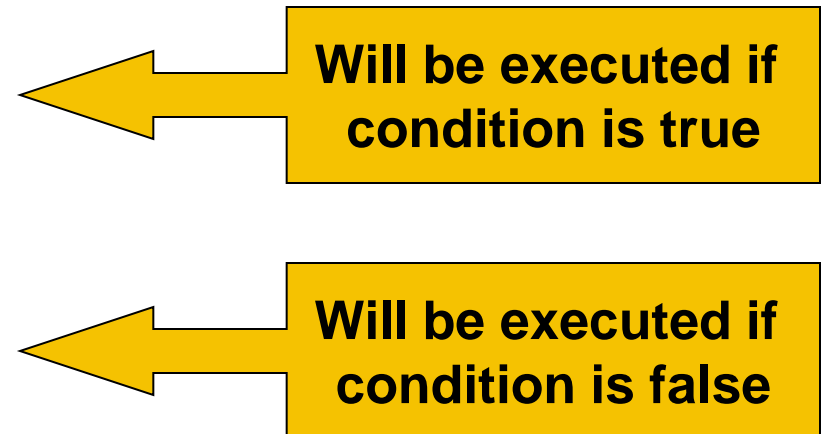 Will be executed if
condition is true
Will be executed if
condition is false